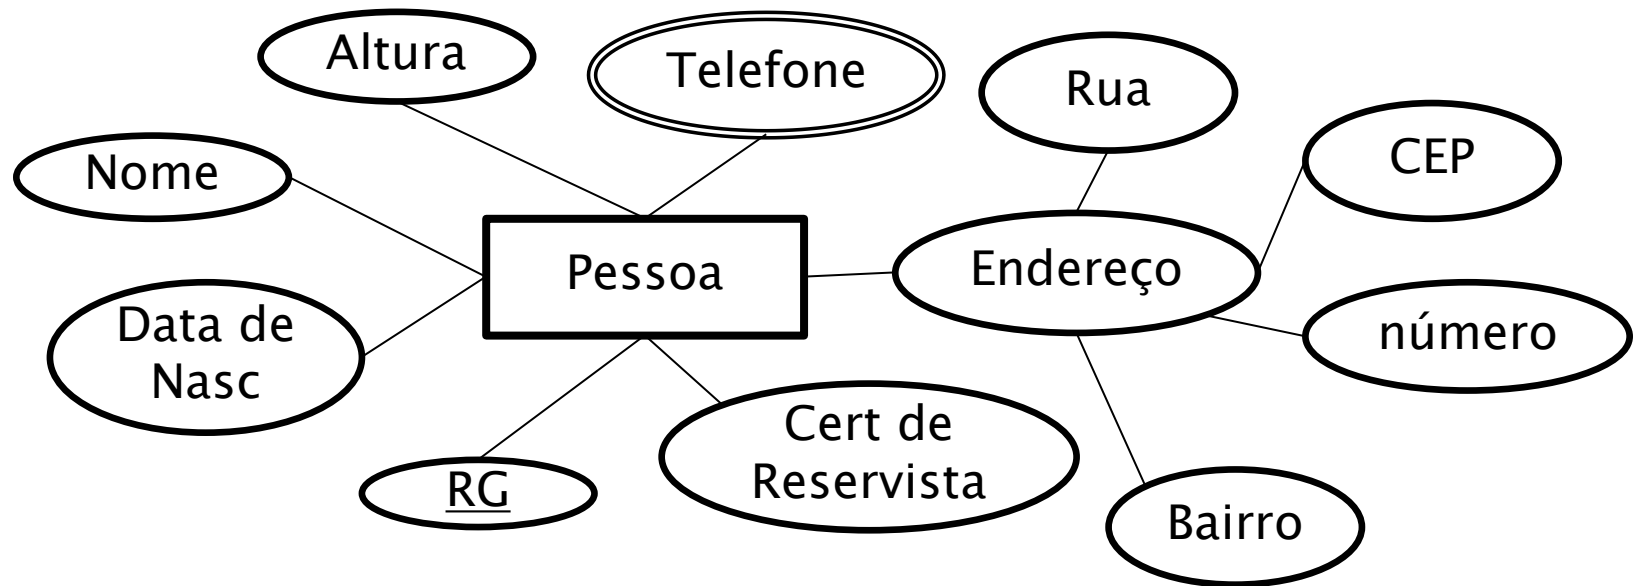 Altura
Telefone
Rua
CEP
Nome
Pessoa
Endereço
Data de
Nasc
número
Cert de
Reservista
RG
Bairro